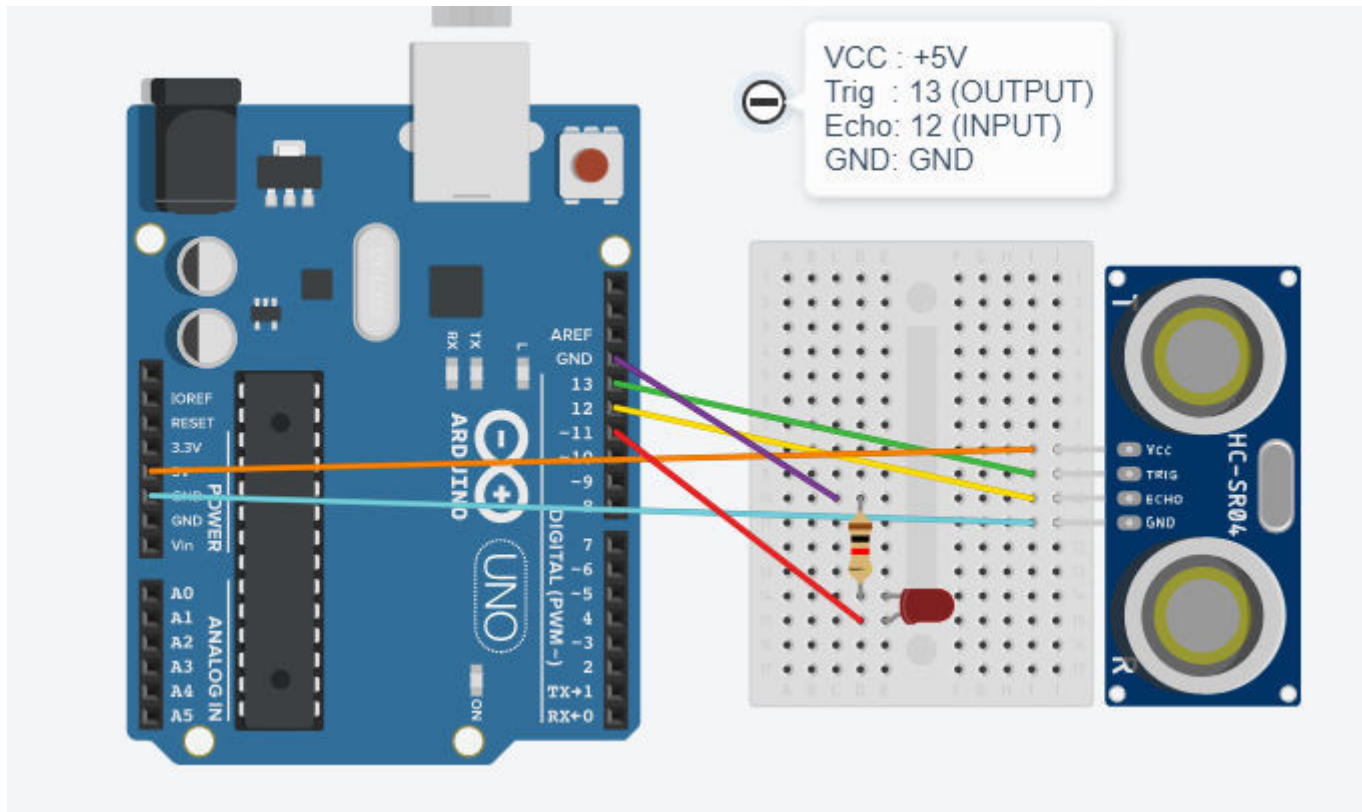 VCC : +5V
Trig : 13 (OUTPUT)
Echo: 12 (INPUT)
GND: GND
AREF
GND
13
12
~11
~10
~9
8
7
~6
~5
4
~3
2
TX→1
RX←0
DIGITAL (PWM~)
IOREF
RESET
3.3V
5V
GND
GND
Vin
POWER
A0
A1
A2
A3
A4
A5
ANALOG IN
RX
TX
L
ARDUINO
UNO
ON
T
HC-SR04
VCC
TRIG
ECHO
GND
R